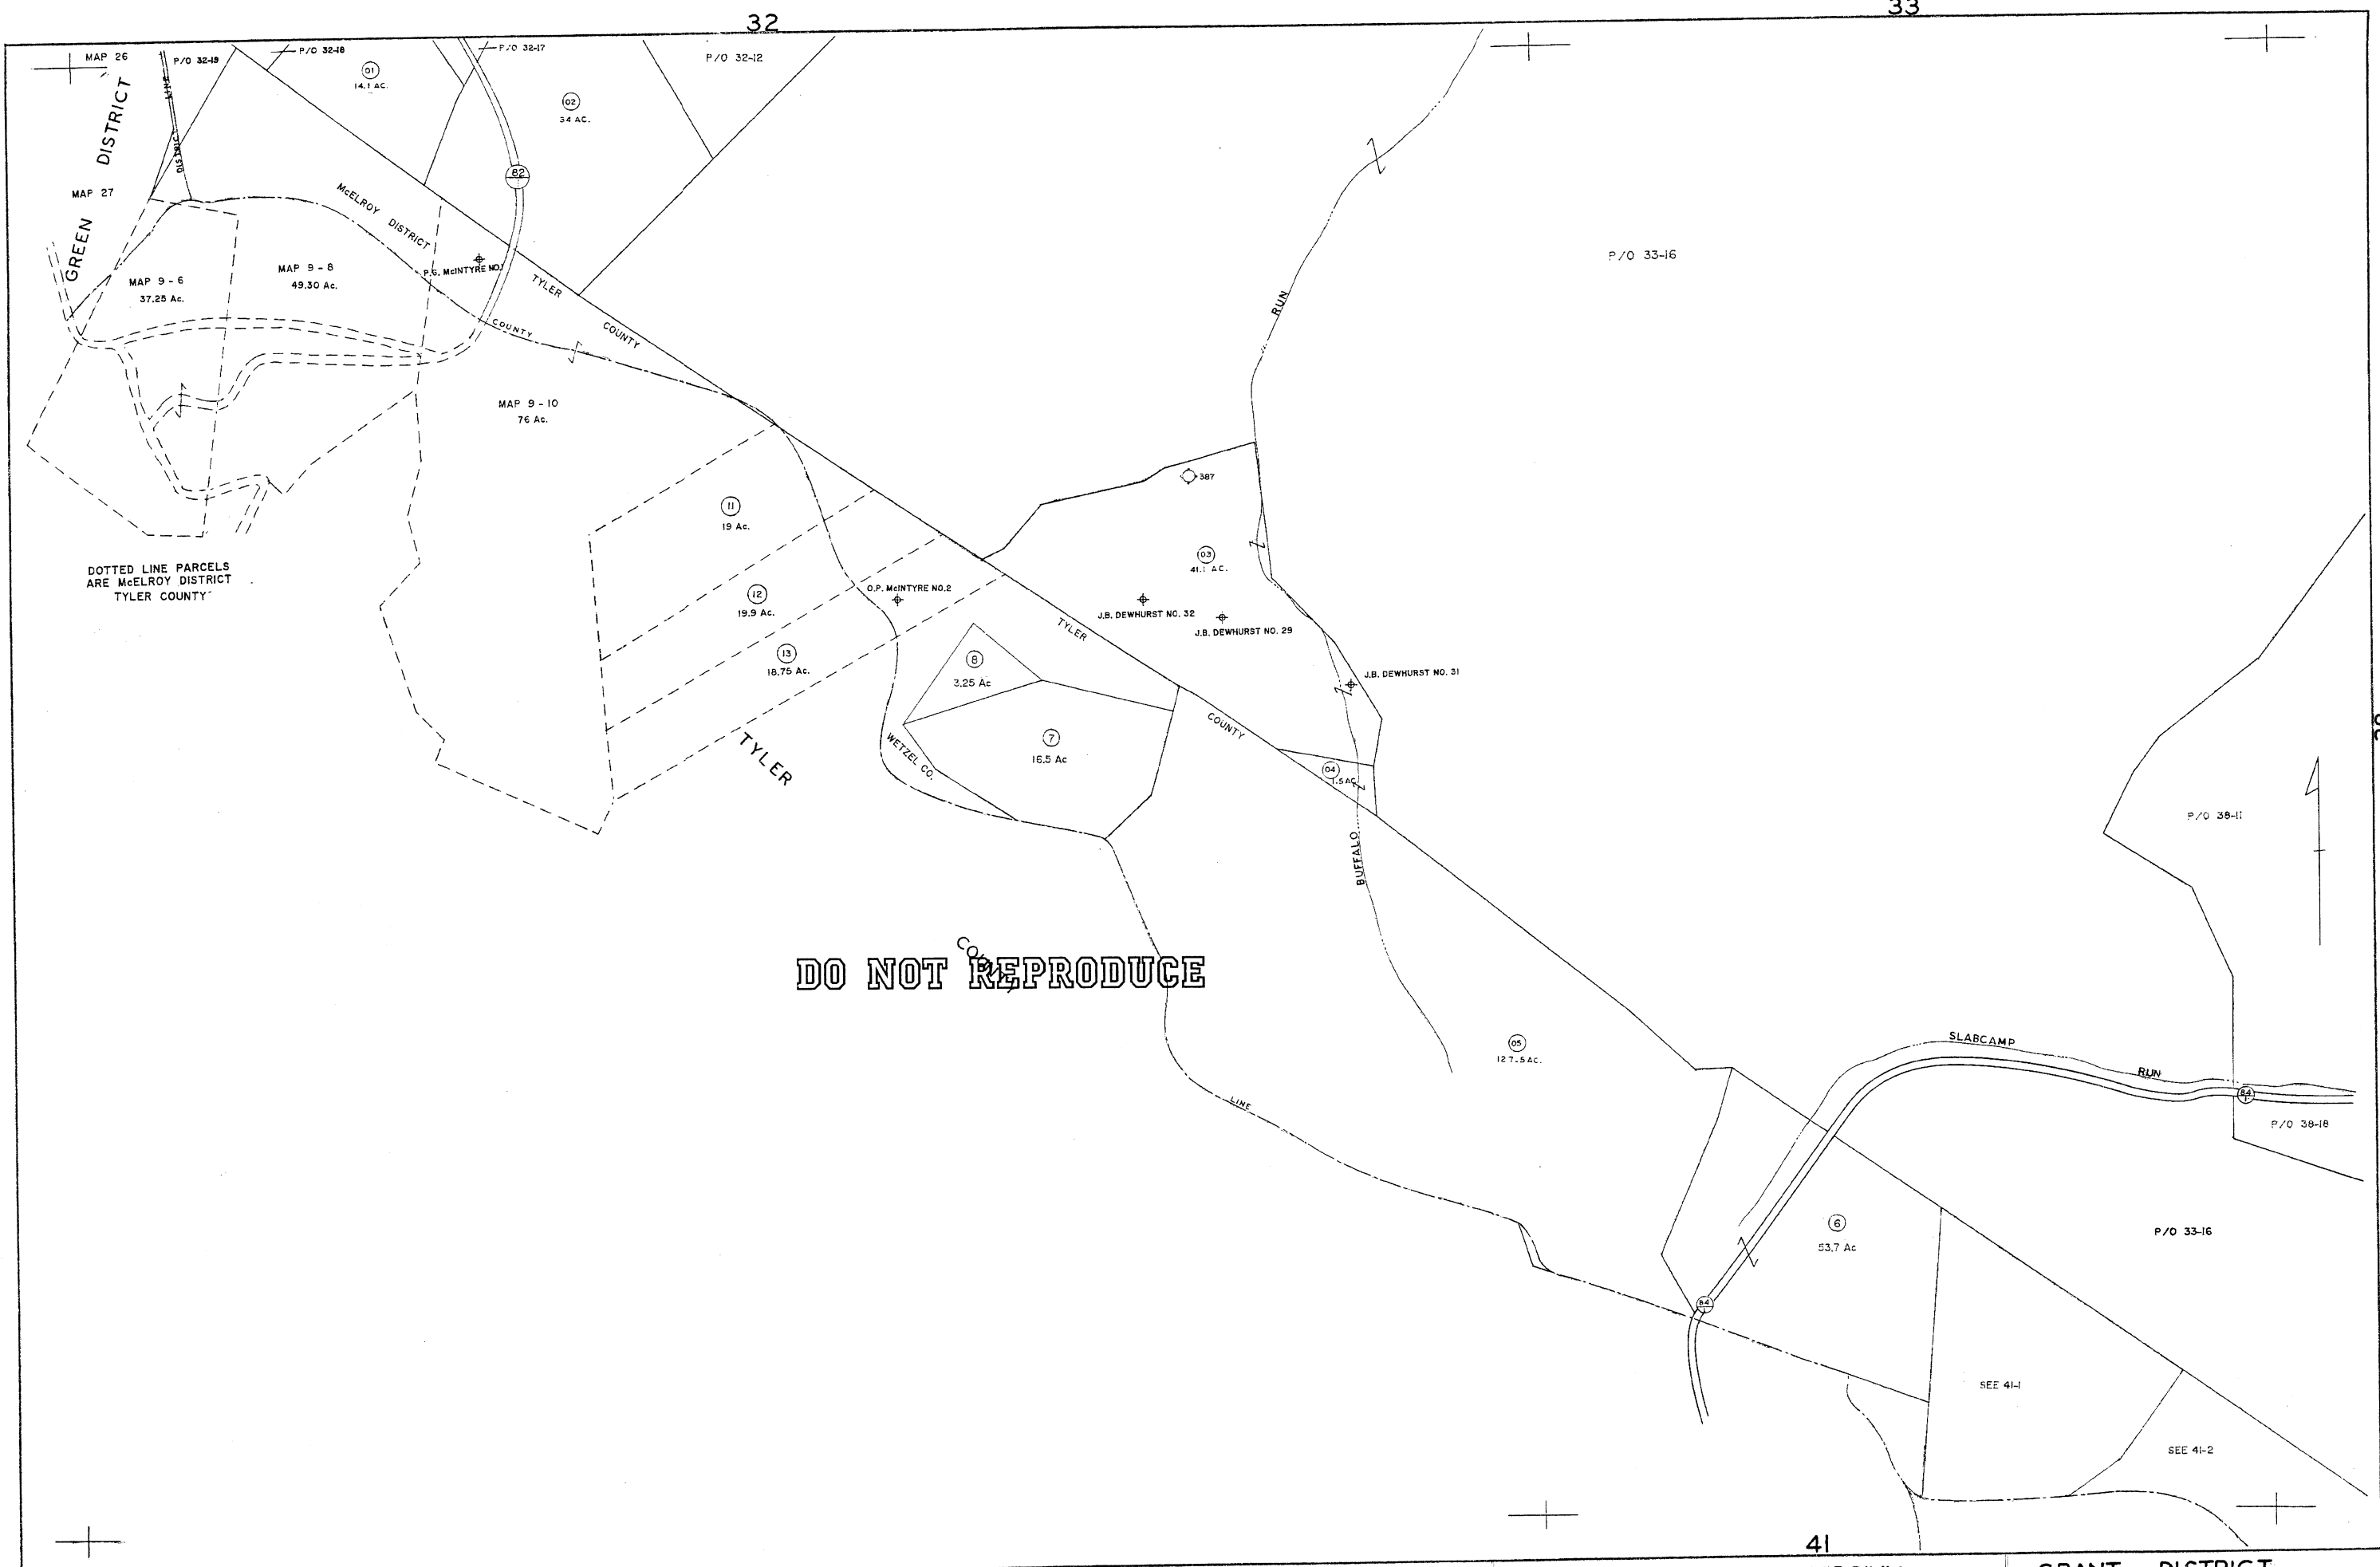 32
33
MAP 26
P/O 32-19
P/O 32-18
P/O 32-17
P/O 32-12
01
14.1 AC.
02
34 AC.
LINE
DISTRICT
GREEN DISTRICT
82
MAP 27
McELROY DISTRICT
P.G. McINTYRE NO.1
MAP 9 - 6
37.25 Ac.
MAP 9 - 8
49.30 Ac.
TYLER COUNTY
COUNTY
P/O 33-16
RUN
MAP 9 - 10
76 Ac.
387
11
19 Ac.
03
41.1 AC.
DOTTED LINE PARCELS
ARE McELROY DISTRICT
TYLER COUNTY
12
19.9 Ac.
O.P. McINTYRE NO.2
J.B. DEWHURST NO. 32
J.B. DEWHURST NO. 29
TYLER
13
18.75 Ac.
8
3.25 Ac
J.B. DEWHURST NO. 31
COUNTY
TYLER
WETZEL CO.
7
16.5 Ac
04
1.5 AC.
P/O 38-11
BUFFALO
COUNTY
DO NOT REPRODUCE
05
127.5 AC.
SLABCAMP
RUN
84
1
LINE
P/O 38-18
6
53.7 Ac
P/O 33-16
84
SEE 41-1
SEE 41-2
41
GRANT DISTRICT